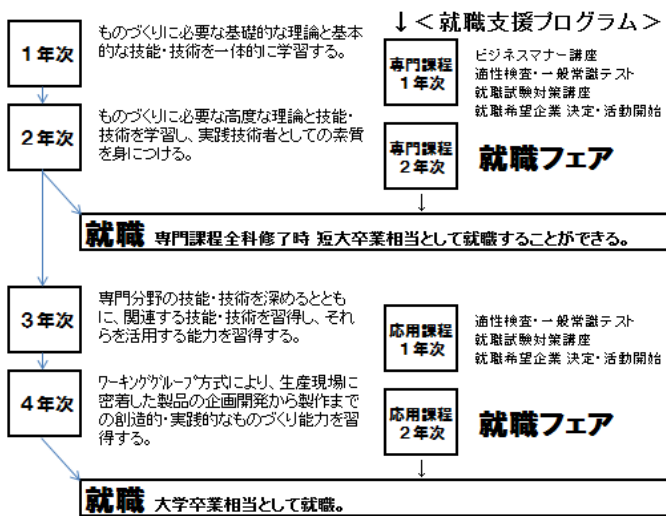 ものづくりに必要な基礎的な理論と基本
的な技能・技術を一体的に学習する。
1年次
ものづくりに必要な高度な理論と技能・
技術を学習し、実践技術者としての素質
を身につける。
2年次
↓＜就職支援プログラム＞
専門課程
1年次
ビジネスマナー講座
適性検査・一般常識テスト
就職試験対策講座
就職希望企業 決定・活動開始
専門課程
2年次
就職フェア
↓
就職 専門課程全科修了時 短大卒業相当として就職することができる。
3年次
専門分野の技能・技術を深めるととも
に、関連する技能・技術を習得し、それ
らを活用する能力を習得する。
4年次
ワーキンググループ方式により、生産現場に
密着した製品の企画開発から製作まで
の創造的・実践的なものづくり能力を習
得する。
応用課程
1年次
適性検査・一般常識テスト
就職試験対策講座
就職希望企業 決定・活動開始
応用課程
2年次
就職フェア
↓
就職 大学卒業相当として就職。